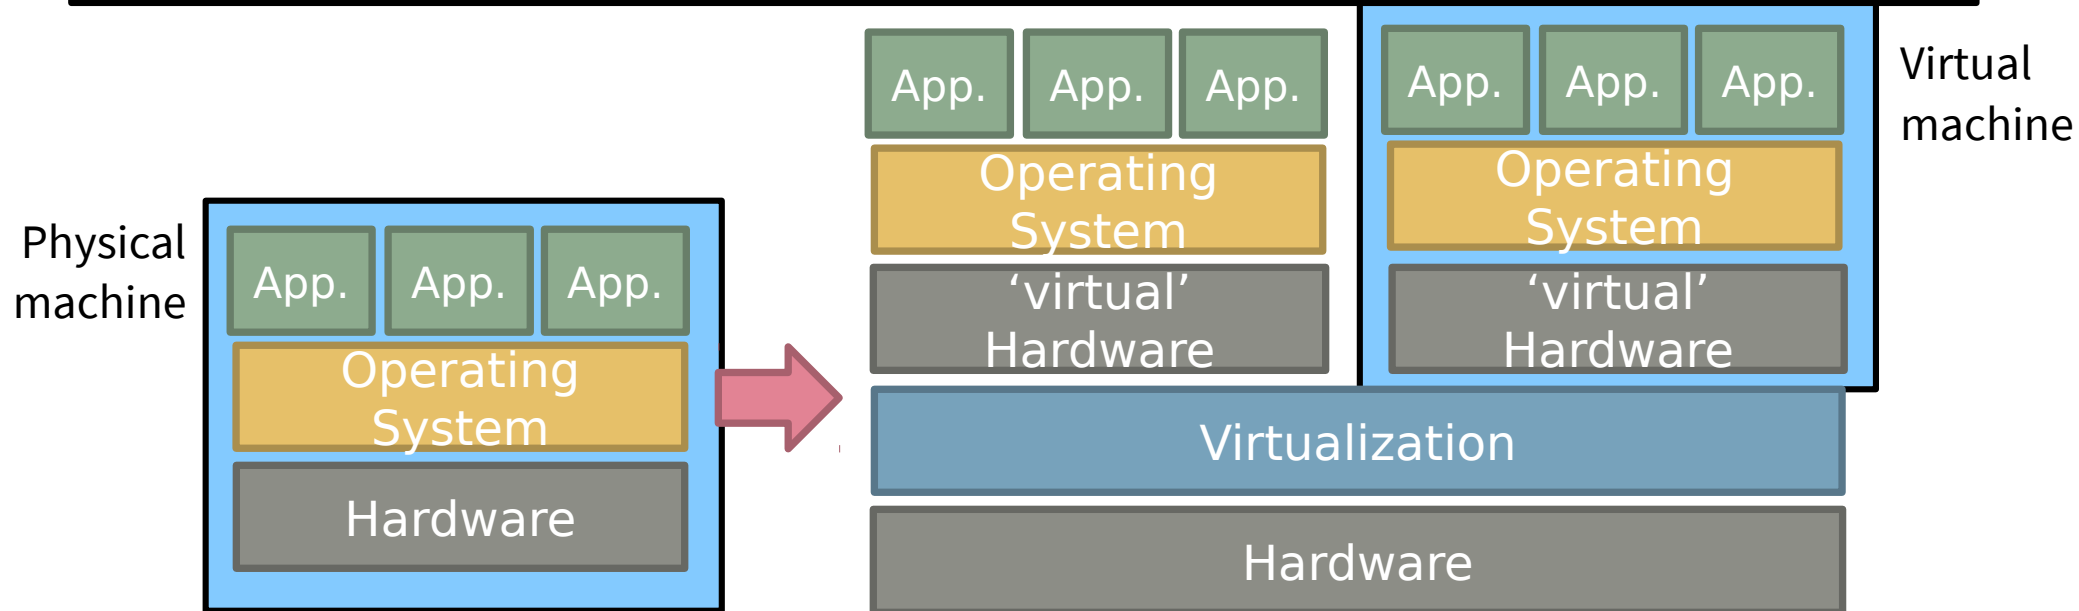 Physical
machine
App. App. App.
Operating
System
Hardware
App. App. App.
Operating
System
‘virtual’
Hardware
App. App. App.
Operating
System
‘virtual’
Hardware
Virtual
machine
Virtualization
Hardware